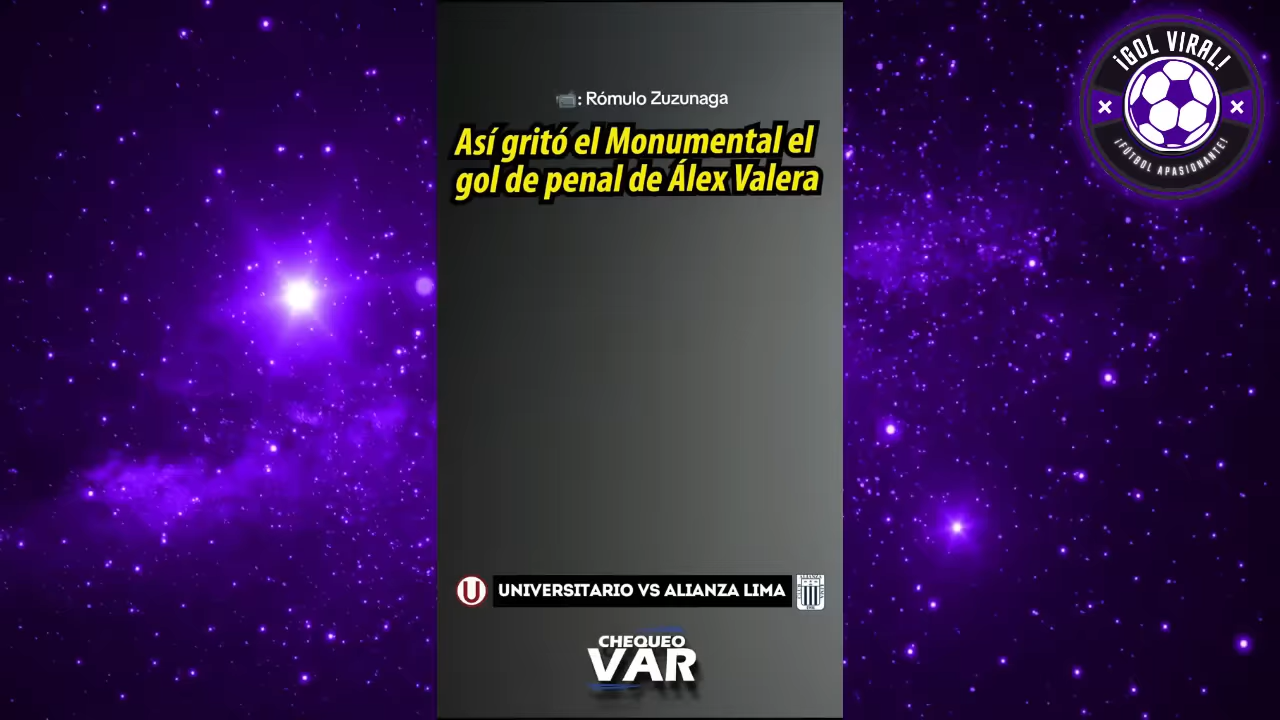 ¡GOL VIRAL!
¡FÚTBOL APASIONANTE!
📹: Rómulo Zuzunaga
Así gritó el Monumental el
gol de penal de Álex Valera
U
UNIVERSITARIO VS ALIANZA LIMA
CHEQUEO
VAR